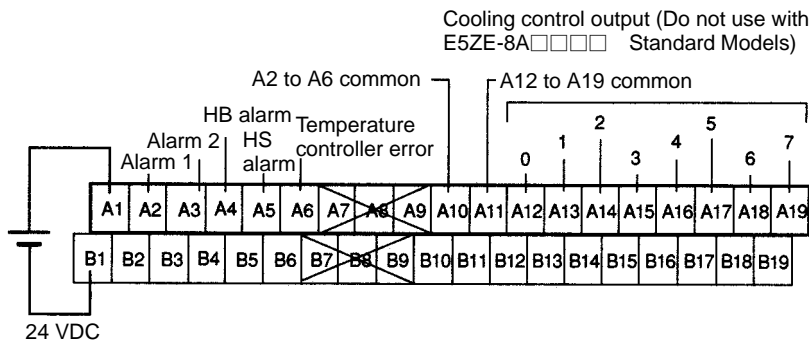 Cooling control output (Do not use with
E5ZE-8A□□□□ Standard Models)
A2 to A6 common
A12 to A19 common
HB alarm
Temperature
controller error
Alarm 2
HS
alarm
Alarm 1
0 1 2 3 4 5 6 7
A1 A2 A3 A4 A5 A6 A7 A8 A9 A10 A11 A12 A13 A14 A15 A16 A17 A18 A19
B1 B2 B3 B4 B5 B6 B7 B8 B9 B10 B11 B12 B13 B14 B15 B16 B17 B18 B19
24 VDC